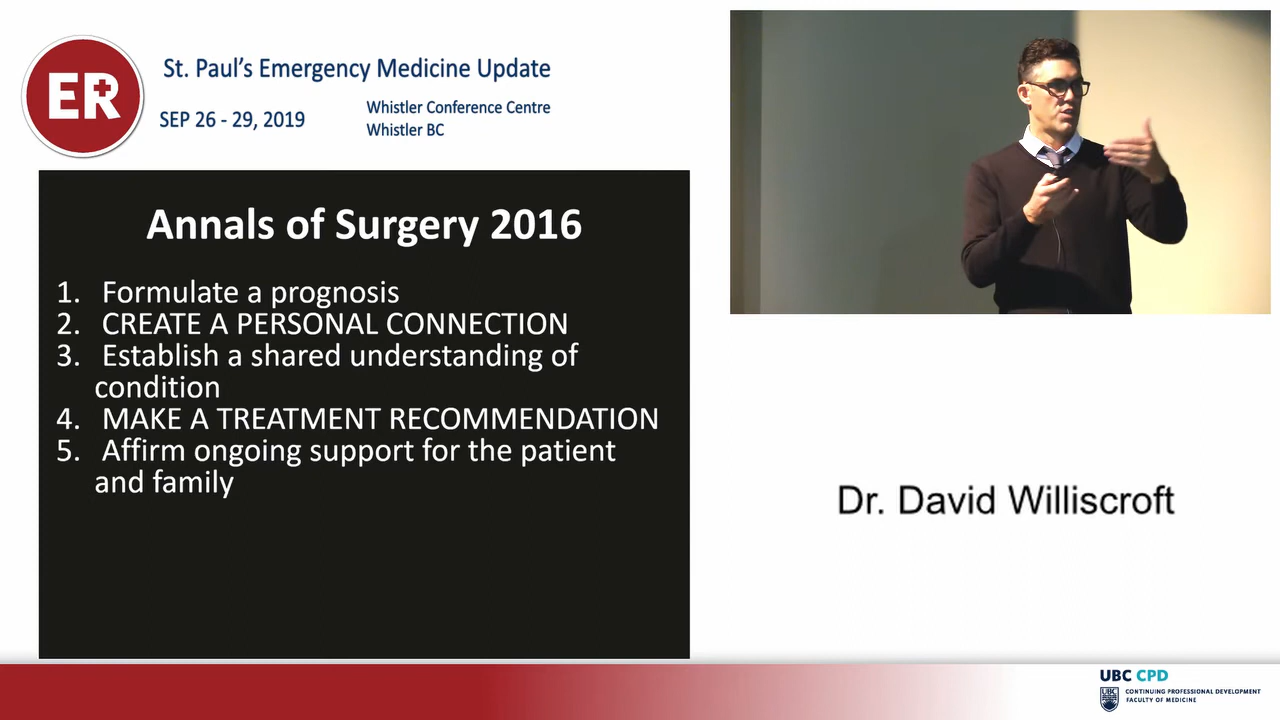 ER
St. Paul's Emergency Medicine Update
SEP 26 - 29, 2019
Whistler Conference Centre
Whistler BC
Annals of Surgery 2016
1. Formulate a prognosis
2. CREATE A PERSONAL CONNECTION
3. Establish a shared understanding of
condition
4. MAKE A TREATMENT RECOMMENDATION
5. Affirm ongoing support for the patient
and family
Dr. David Williscroft
UBC CPD
UBC
CONTINUING PROFESSIONAL DEVELOPMENT
FACULTY OF MEDICINE